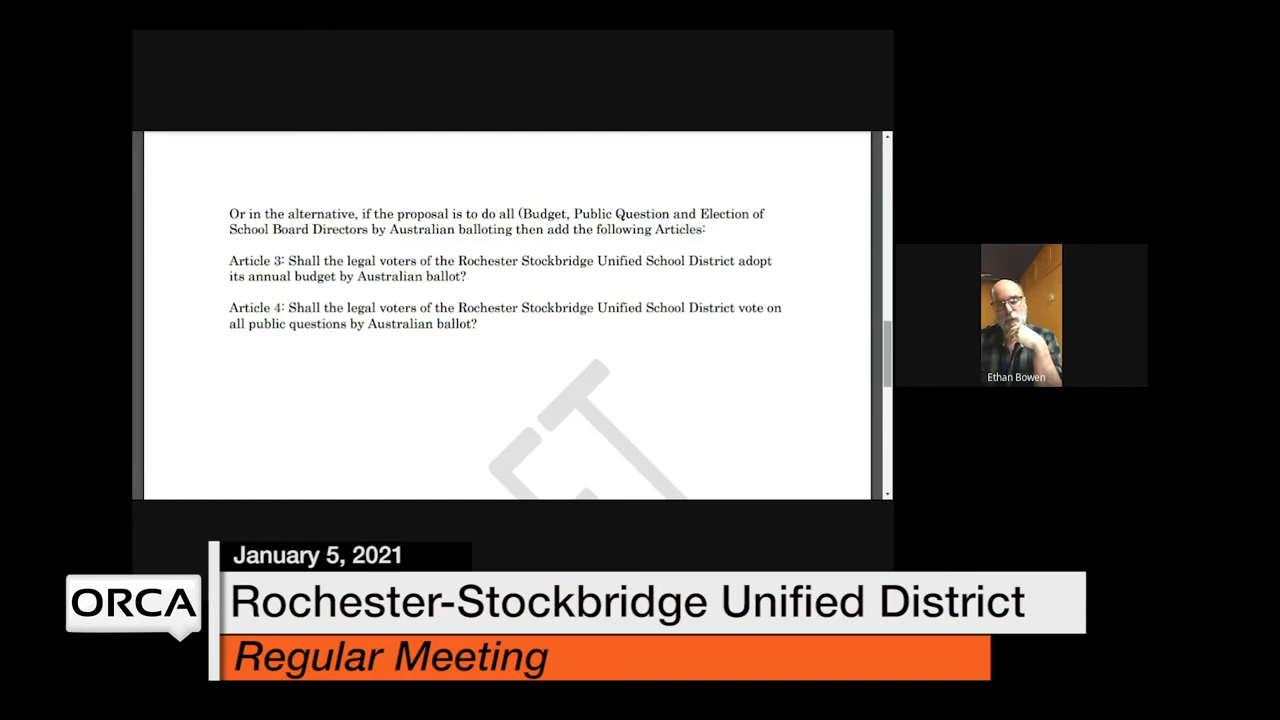 Or in the alternative, if the proposal is to do all (Budget, Public Question and Election of
School Board Directors by Australian balloting then add the following Articles:
Article 3: Shall the legal voters of the Rochester Stockbridge Unified School District adopt
its annual budget by Australian ballot?
Article 4: Shall the legal voters of the Rochester Stockbridge Unified School District vote on
all public questions by Australian ballot?
Ethan Bowen
January 5, 2021
ORCA
Rochester-Stockbridge Unified District
Regular Meeting